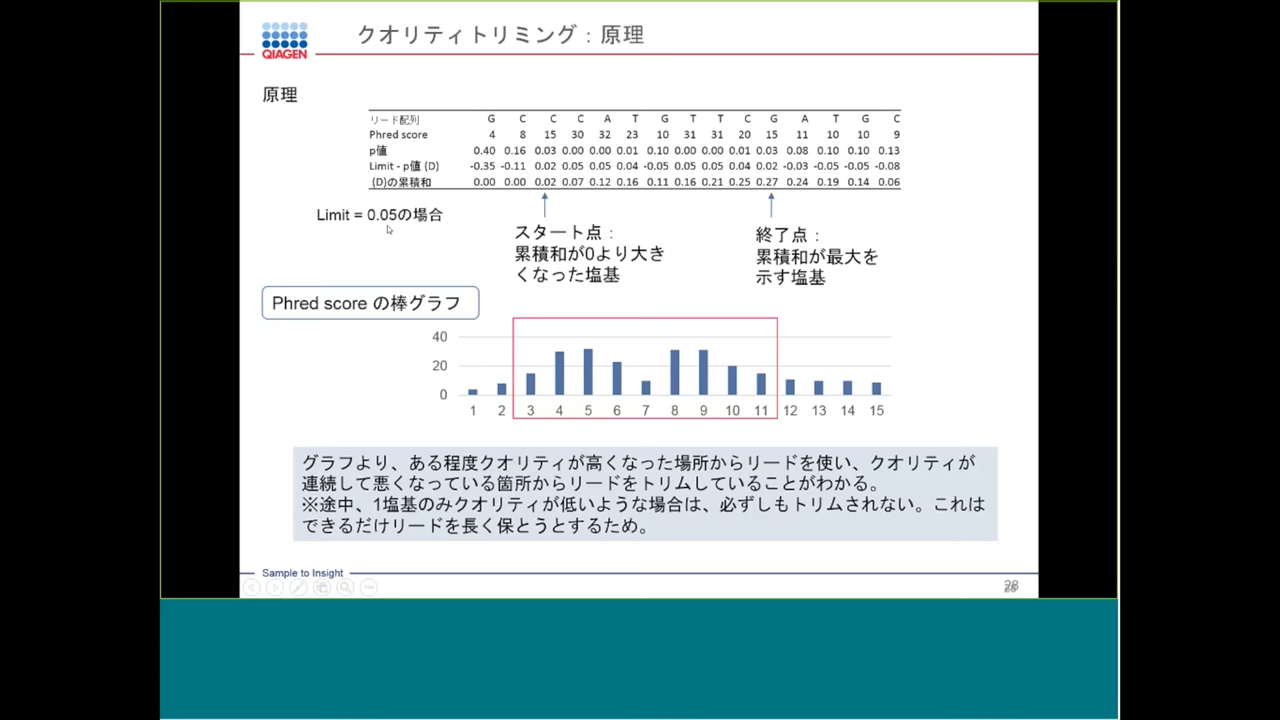 クオリティトリミング：原理
QIAGEN
原理
リード配列 G C C C A T G T T C G A T G C
Phred score 4 8 15 30 32 23 10 31 31 20 15 11 10 10 9
p値 0.40 0.16 0.03 0.00 0.00 0.01 0.10 0.00 0.00 0.01 0.03 0.08 0.10 0.10 0.13
Limit - p値 (D) -0.35 -0.11 0.02 0.05 0.05 0.04 -0.05 0.05 0.05 0.04 0.02 -0.03 -0.05 -0.05 -0.08
(D)の累積和 0.00 0.00 0.02 0.07 0.12 0.16 0.11 0.16 0.21 0.25 0.27 0.24 0.19 0.14 0.06
Limit = 0.05の場合
スタート点：
累積和が0より大き
くなった塩基
終了点：
累積和が最大を
示す塩基
Phred score の棒グラフ
40
20
0
1 2 3 4 5 6 7 8 9 10 11 12 13 14 15
グラフより、ある程度クオリティが高くなった場所からリードを使い、クオリティが
連続して悪くなっている箇所からリードをトリムしていることがわかる。
※途中、1塩基のみクオリティが低いような場合は、必ずしもトリムされない。これは
できるだけリードを長く保とうとするため。
Sample to Insight